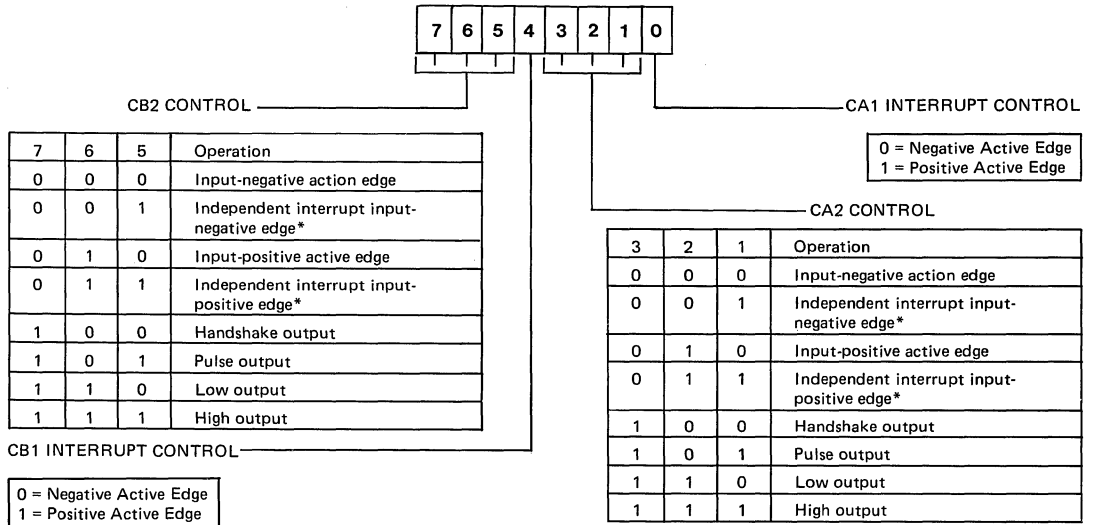 7 6 5 4 3 2 1 0
CB2 CONTROL
7 6 5 Operation
0 0 0 Input-negative action edge
0 0 1 Independent interrupt input-
negative edge*
0 1 0 Input-positive active edge
0 1 1 Independent interrupt input-
positive edge*
1 0 0 Handshake output
1 0 1 Pulse output
1 1 0 Low output
1 1 1 High output
CB1 INTERRUPT CONTROL
0 = Negative Active Edge
1 = Positive Active Edge
CA1 INTERRUPT CONTROL
0 = Negative Active Edge
1 = Positive Active Edge
CA2 CONTROL
3 2 1 Operation
0 0 0 Input-negative action edge
0 0 1 Independent interrupt input-
negative edge*
0 1 0 Input-positive active edge
0 1 1 Independent interrupt input-
positive edge*
1 0 0 Handshake output
1 0 1 Pulse output
1 1 0 Low output
1 1 1 High output